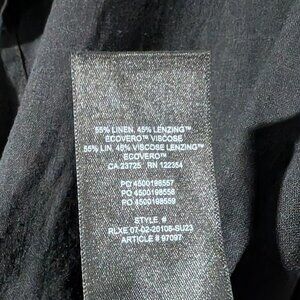 55% LINEN, 45% LENZING™
ECOVERO™ VISCOSE
55% LIN, 45% VISCOSE LENZING™
ECOVERO™
CA 23725 RN 122354
PO 4500198557
PO 4500198558
PO 4500198559
STYLE #
RLXE 07-02-20105-SU23
ARTICLE # 97097